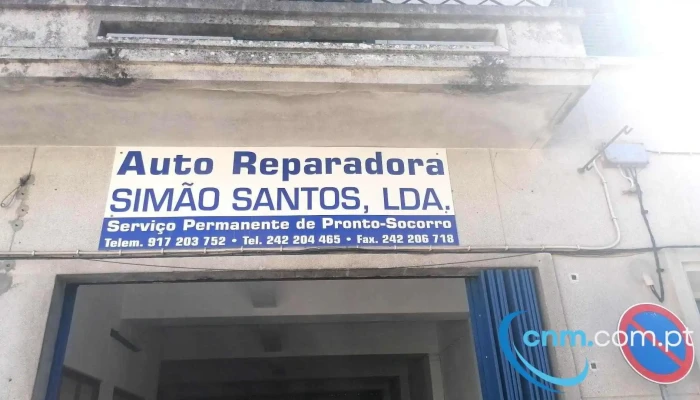 Auto Reparadora
SIMÃO SANTOS, LDA.
Serviço Permanente de Pronto-Socorro
Telem. 917 203 752 • Tel. 242 204 465 • Fax. 242 206 718
cnm.com.pt